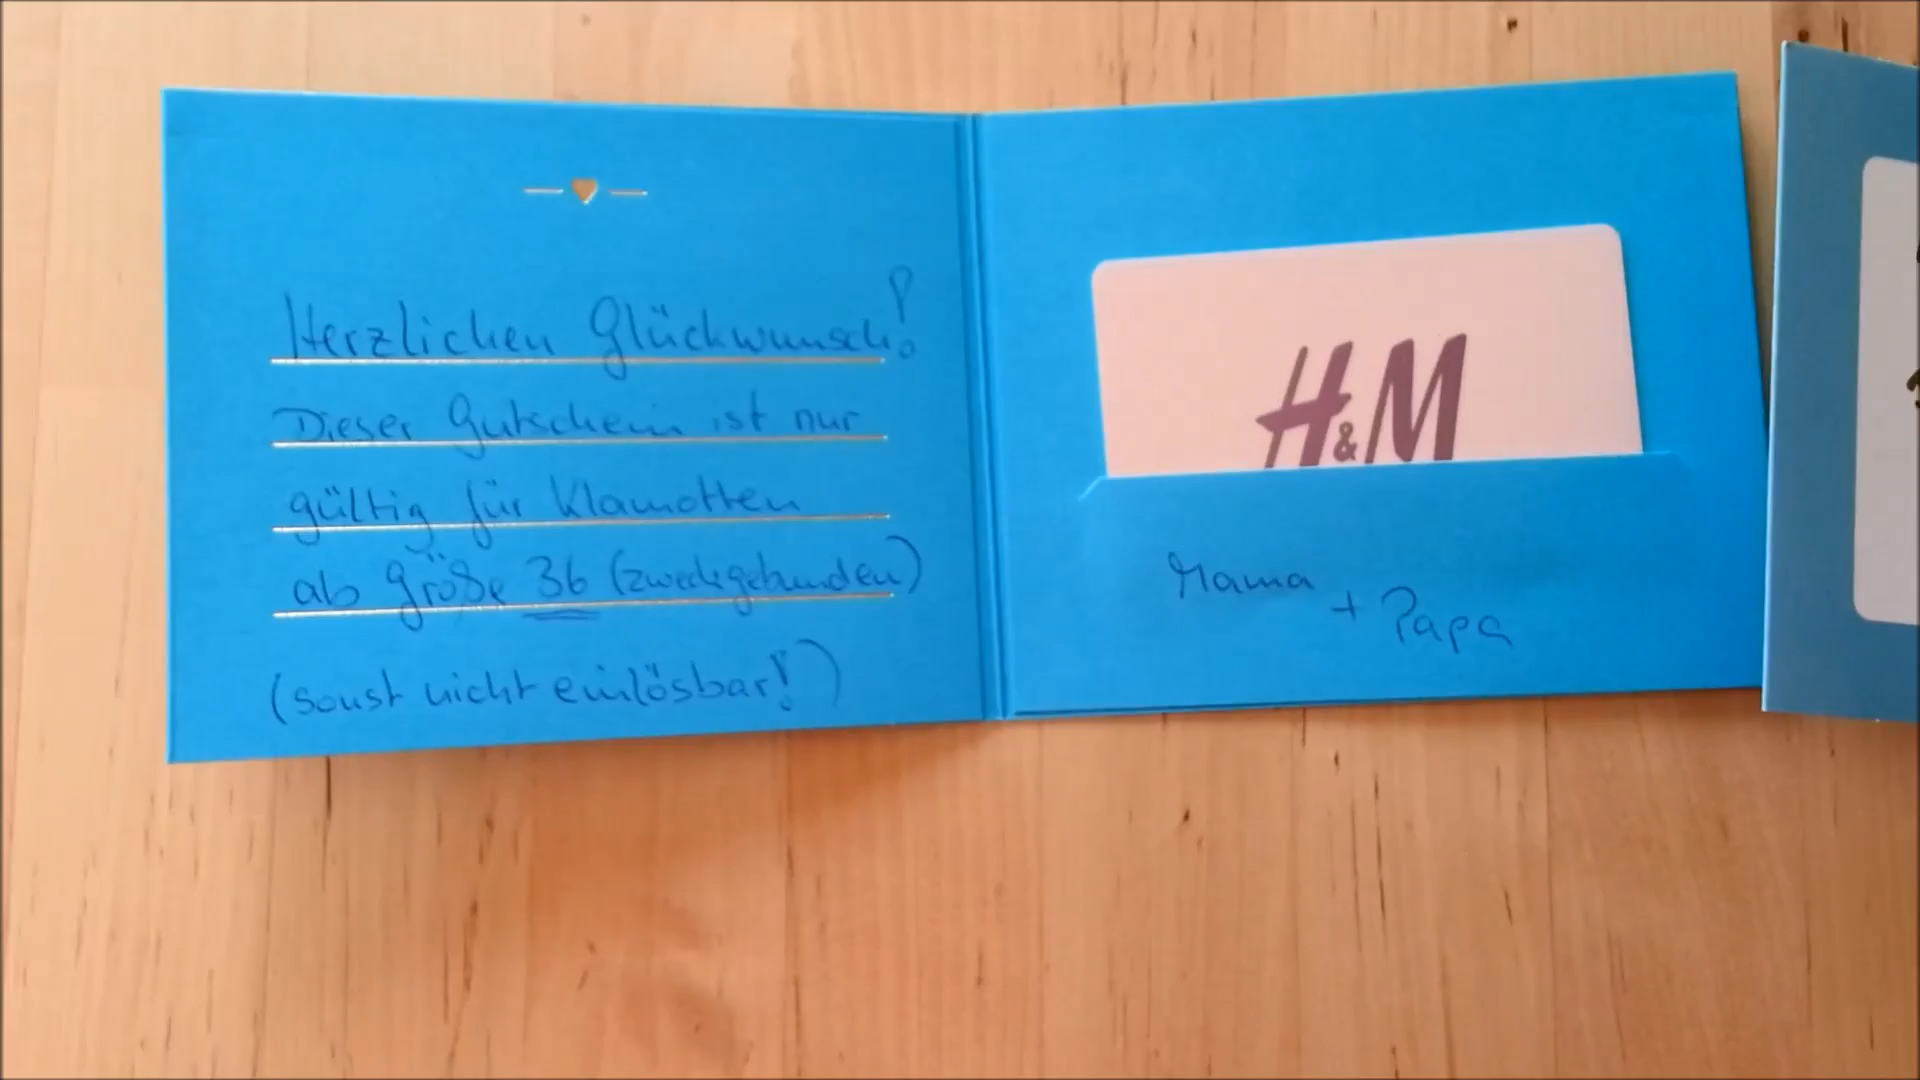 Herzlichen Glückwunsch!
Dieser Gutschein ist nur
gültig für Klamotten
ab Größe 36 (zweckgebunden)
(sonst nicht einlösbar!)
H&M
Mama
+ Papa